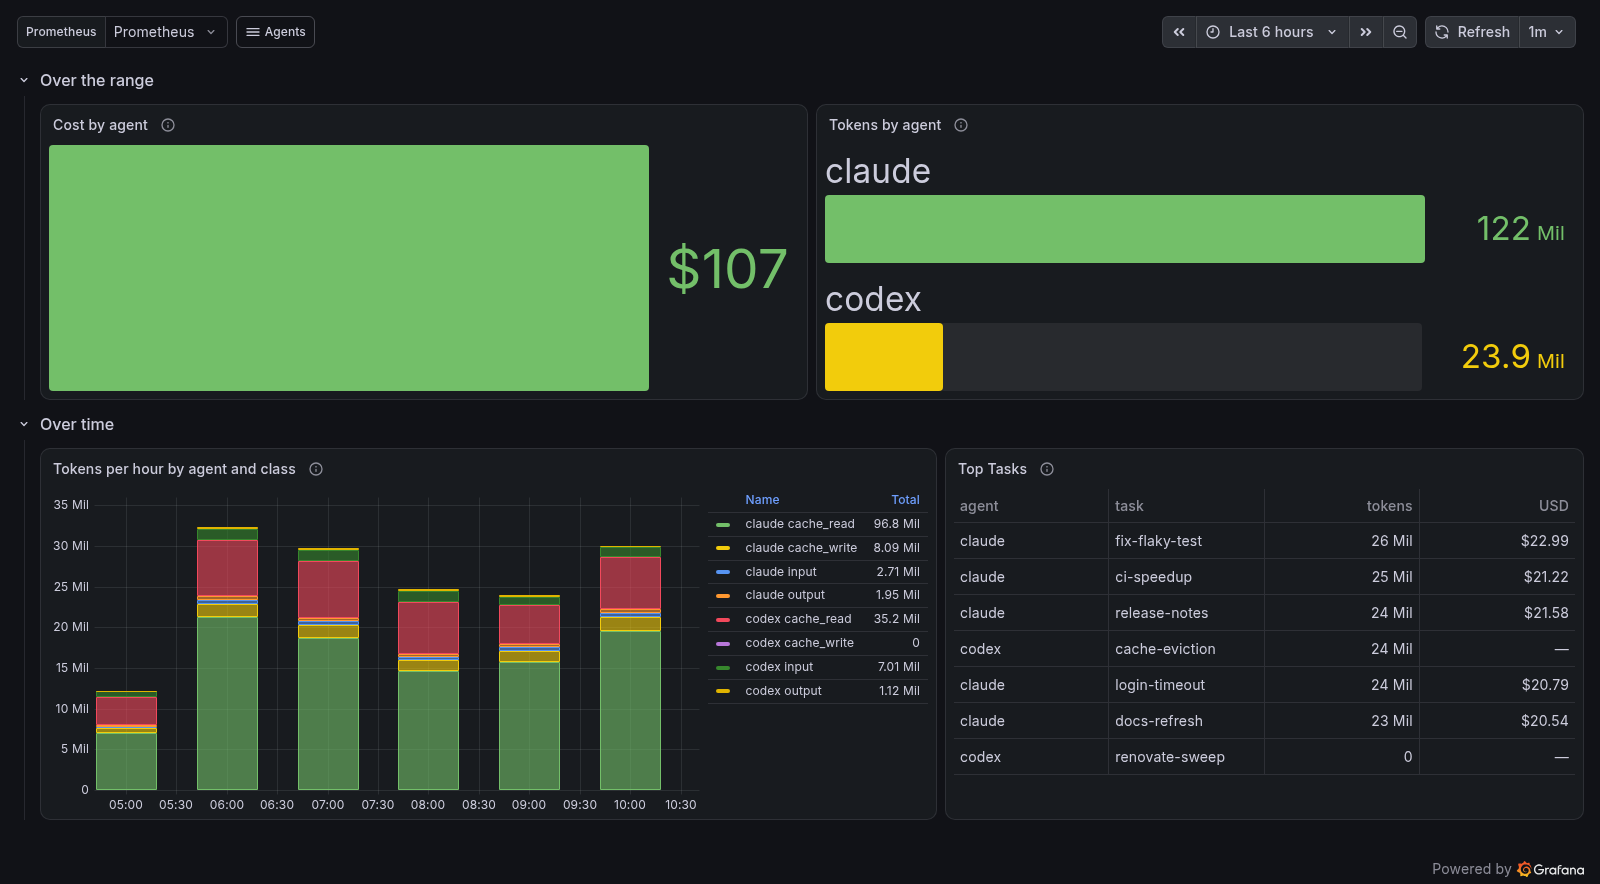 Prometheus Prometheus Agents Last 6 hours Refresh 1m
Over the range
Cost by agent
$107
Tokens by agent
claude
122 Mil
codex
23.9 Mil
Over time
Tokens per hour by agent and class
35 Mil
30 Mil
25 Mil
20 Mil
15 Mil
10 Mil
5 Mil
0
05:00 05:30 06:00 06:30 07:00 07:30 08:00 08:30 09:00 09:30 10:00 10:30
Name Total
claude cache_read 96.8 Mil
claude cache_write 8.09 Mil
claude input 2.71 Mil
claude output 1.95 Mil
codex cache_read 35.2 Mil
codex cache_write 0
codex input 7.01 Mil
codex output 1.12 Mil
Top Tasks
agent task tokens USD
claude fix-flaky-test 26 Mil $22.99
claude ci-speedup 25 Mil $21.22
claude release-notes 24 Mil $21.58
codex cache-eviction 24 Mil —
claude login-timeout 24 Mil $20.79
claude docs-refresh 23 Mil $20.54
codex renovate-sweep 0 —
Powered by Grafana